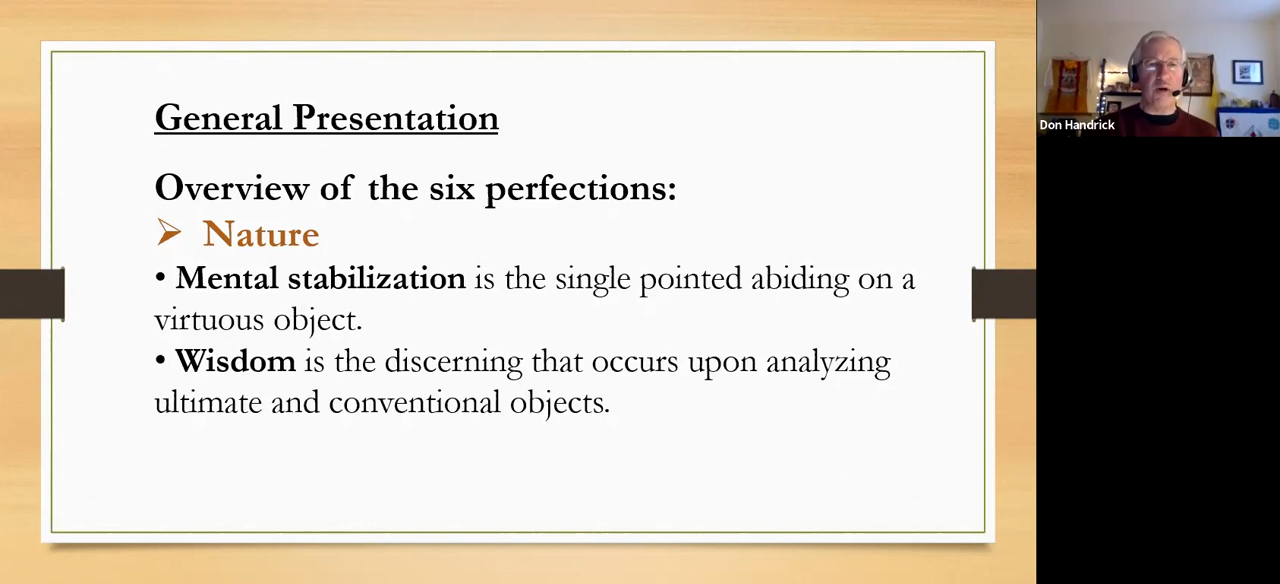 General Presentation
Overview of the six perfections:
➢ Nature
• Mental stabilization is the single pointed abiding on a
virtuous object.
• Wisdom is the discerning that occurs upon analyzing
ultimate and conventional objects.
Don Handrick